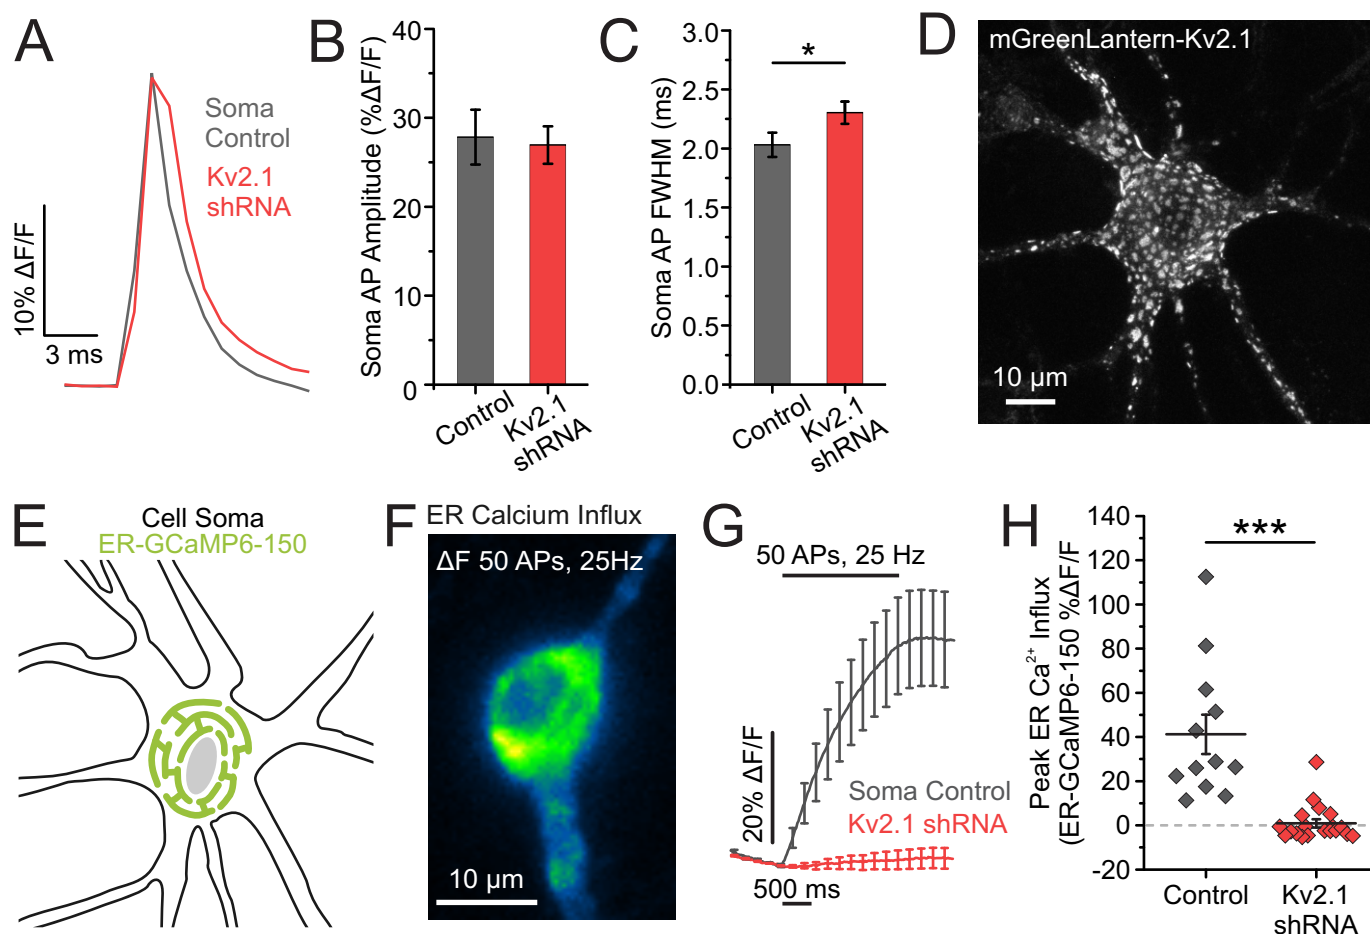 A
Soma
Control
Kv2.1
shRNA
10% ΔF/F
3 ms
B
Soma AP Amplitude (%ΔF/F)
40
30
20
10
0
Control
Kv2.1
shRNA
C
Soma AP FWHM (ms)
3.0
2.5
2.0
1.5
1.0
0.5
0.0
*
Control
Kv2.1
shRNA
D
mGreenLantern-Kv2.1
10 µm
E
Cell Soma
ER-GCaMP6-150
F
ER Calcium Influx
ΔF 50 APs, 25Hz
10 µm
G
50 APs, 25 Hz
20% ΔF/F
Soma Control
Kv2.1 shRNA
500 ms
H
Peak ER Ca²⁺ Influx
(ER-GCaMP6-150 %ΔF/F
140
120
100
80
60
40
20
0
-20
***
Control
Kv2.1
shRNA